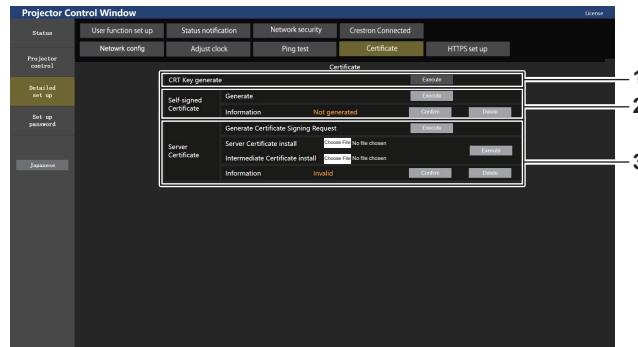 Projector Control Window
License
Status
User function set up
Status notification
Network security
Crestron Connected
Netowrk config
Adjust clock
Ping test
Certificate
HTTPS set up
Projector control
Detailed set up
Set up password
Japanese
Certificate
CRT Key generate
Execute
1
Self-signed Certificate
Generate
Execute
Information
Not generated
Confirm
Delete
2
Server Certificate
Generate Certificate Signing Request
Execute
Server Certificate install
Choose File No file chosen
Intermediate Certificate install
Choose File No file chosen
Execute
Information
Invalid
Confirm
Delete
3